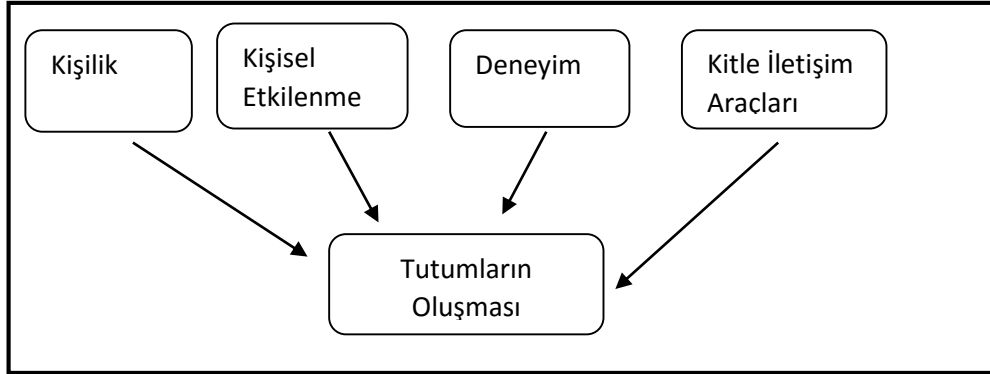 Kişilik
Kişisel
Etkilenme
Deneyim
Kitle İletişim
Araçları
Tutumların
Oluşması